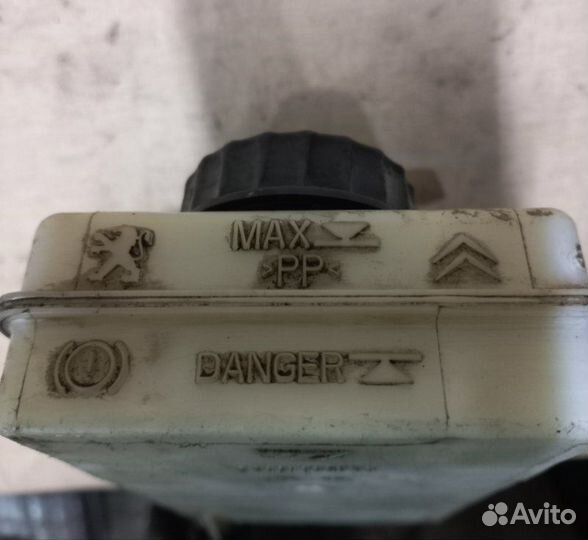 MAX
>PP<
DANGER
Avito